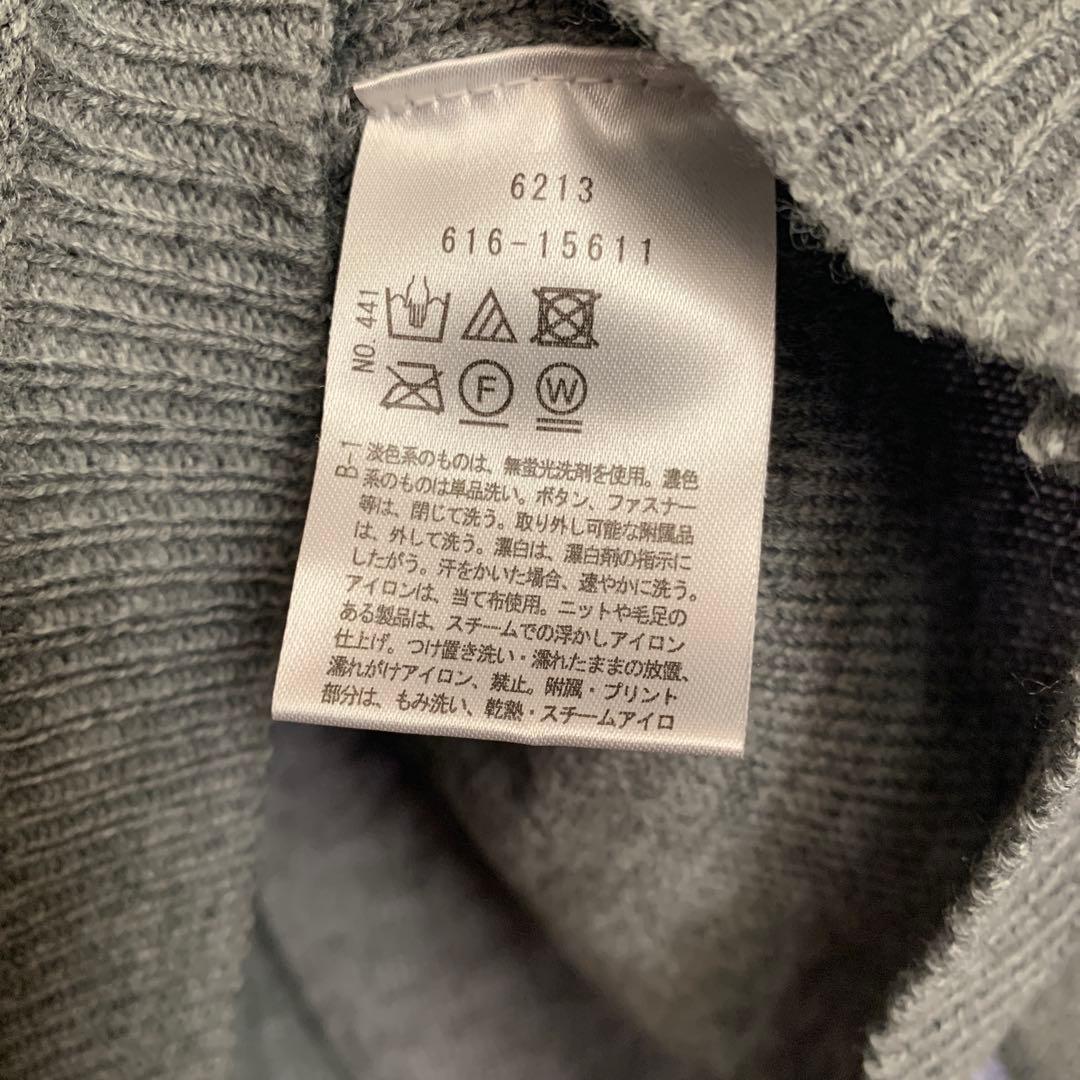 6213
616-15611
NO.441
F
W
B-1
淡色系のものは、無蛍光洗剤を使用。濃色
系のものは単品洗い。ボタン、ファスナー
等は、閉じて洗う。取り外し可能な附属品
は、外して洗う。漂白は、漂白剤の指示に
したがう。汗をかいた場合、速やかに洗う。
アイロンは、当て布使用。ニットや毛足の
ある製品は、スチームでの浮かしアイロン
仕上げ。つけ置き洗い・濡れたままの放置、
濡れがけアイロン、禁止。附属・プリント
部分は、もみ洗い、乾熱・スチームアイロ